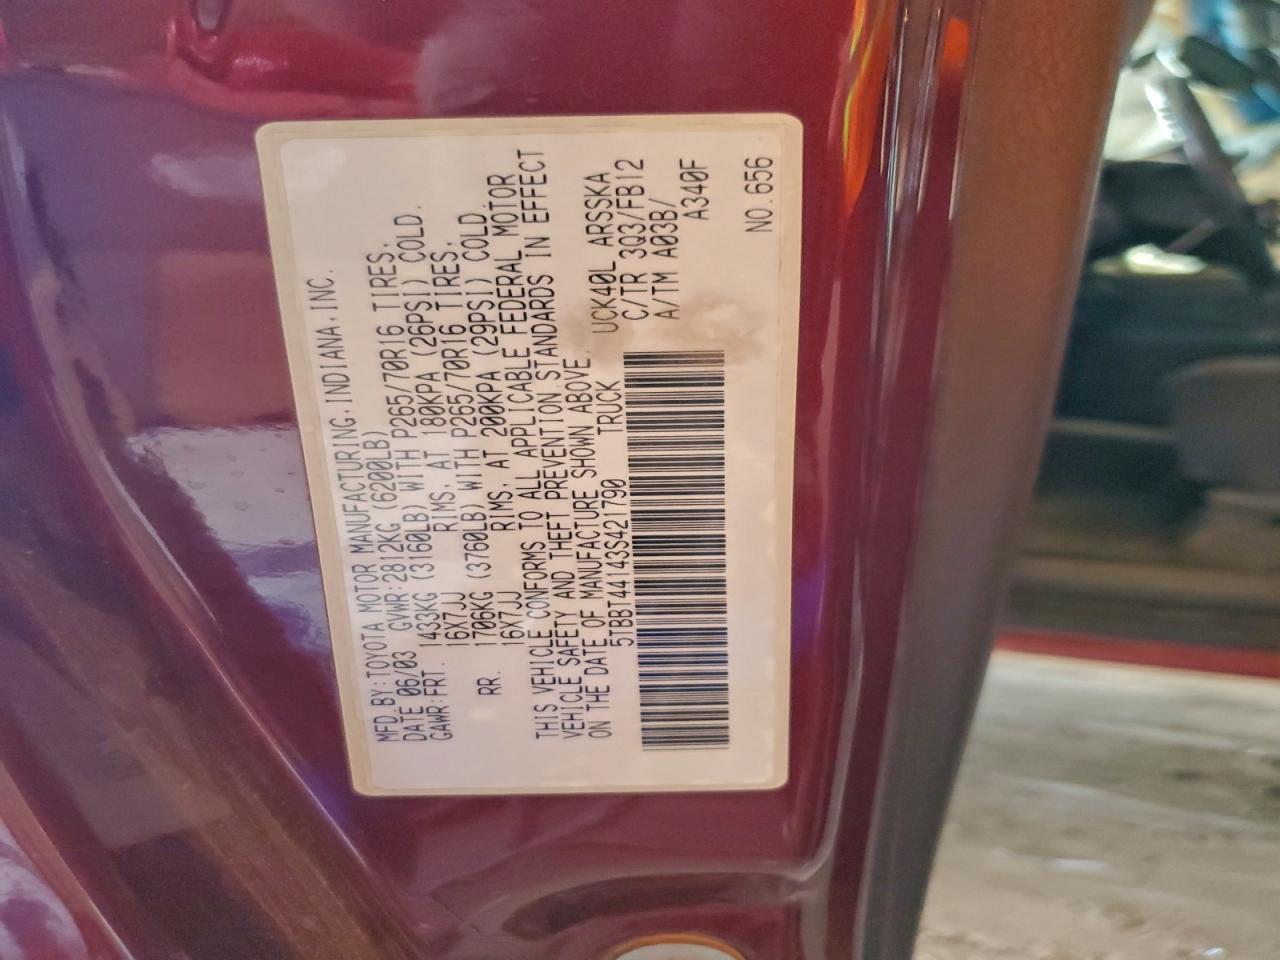 MFD.BY:TOYOTA MOTOR MANUFACTURING,INDIANA,INC.
DATE 06/03 GVWR:2812KG (6200LB)
GAWR:FRT. 1433KG (3160LB) WITH P265/70R16 TIRES,
16X7JJ RIMS, AT 180KPA (26PSI) COLD.
RR. 1706KG (3760LB) WITH P265/70R16 TIRES,
16X7JJ RIMS, AT 200KPA (29PSI) COLD.
THIS VEHICLE CONFORMS TO ALL APPLICABLE FEDERAL MOTOR
VEHICLE SAFETY AND THEFT PREVENTION STANDARDS IN EFFECT
ON THE DATE OF MANUFACTURE SHOWN ABOVE.
5TBBT44143S421790 TRUCK
UCK40L ARSSKA
C/TR 3Q3/FB12
A/TM A03B/
A340F
NO.656